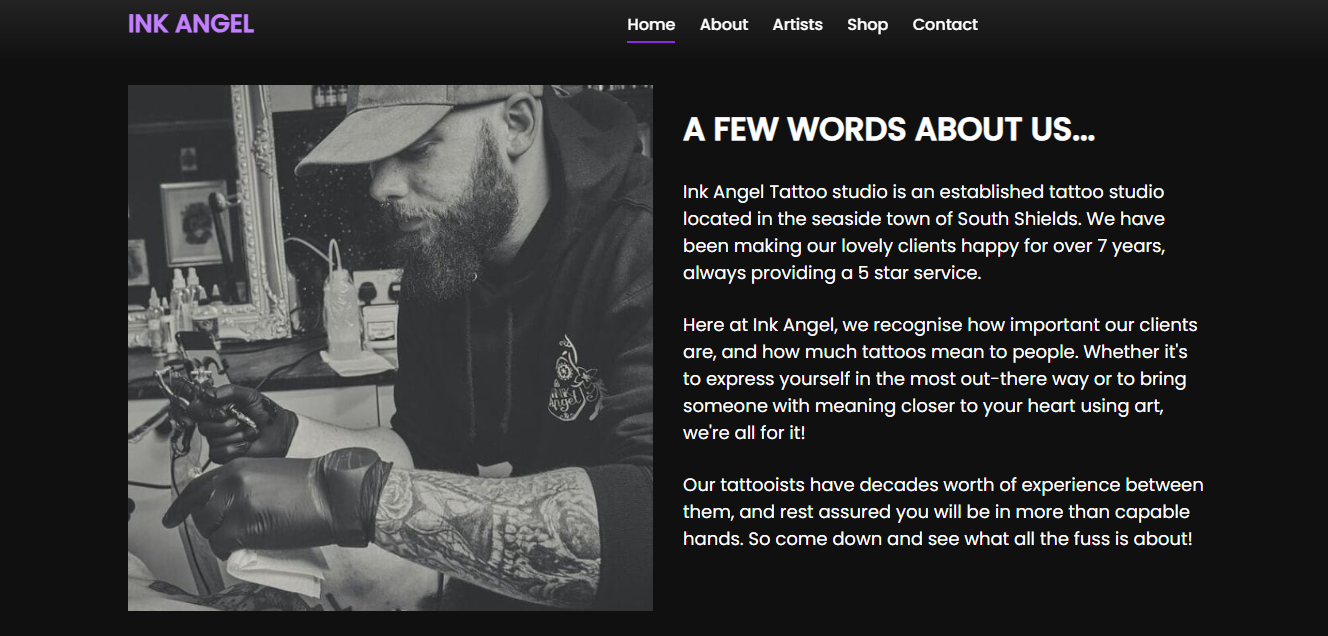 INK ANGEL
Home About Artists Shop Contact
A FEW WORDS ABOUT US...
Ink Angel Tattoo studio is an established tattoo studio
located in the seaside town of South Shields. We have
been making our lovely clients happy for over 7 years,
always providing a 5 star service.
Here at Ink Angel, we recognise how important our clients
are, and how much tattoos mean to people. Whether it's
to express yourself in the most out-there way or to bring
someone with meaning closer to your heart using art,
we're all for it!
Our tattooists have decades worth of experience between
them, and rest assured you will be in more than capable
hands. So come down and see what all the fuss is about!
Ink
Angel